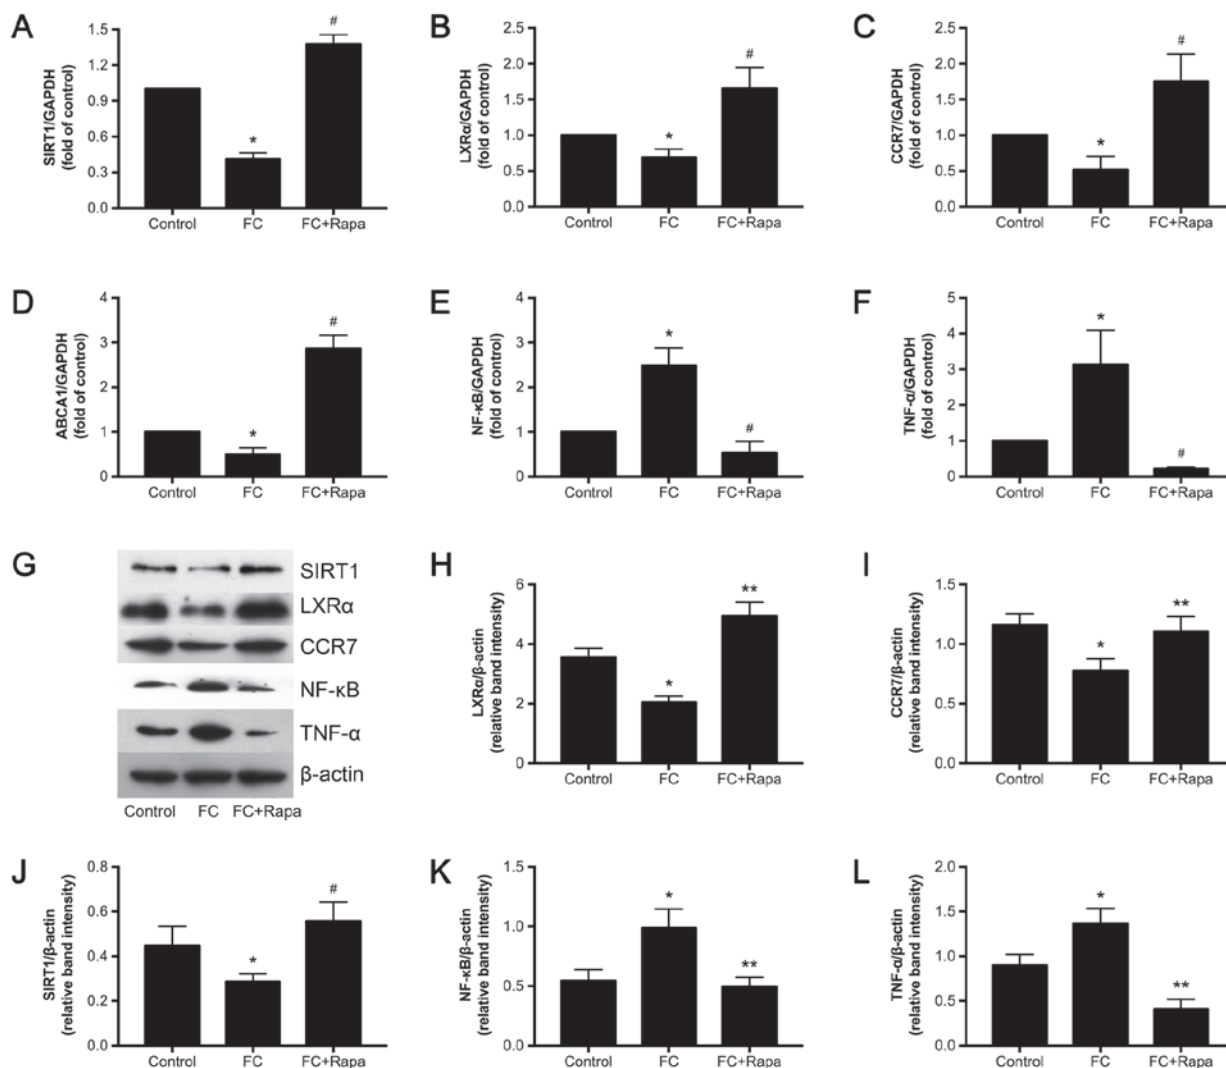 A
SIRT1/GAPDH
(fold of control)
1.5
1.2
0.9
0.6
0.3
0.0
*
#
Control FC FC+Rapa
B
LXRα/GAPDH
(fold of control)
2.5
2.0
1.5
1.0
0.5
0.0
*
#
Control FC FC+Rapa
C
CCR7/GAPDH
(fold of control)
2.5
2.0
1.5
1.0
0.5
0.0
*
#
Control FC FC+Rapa
D
ABCA1/GAPDH
(fold of control)
4
3
2
1
0
*
#
Control FC FC+Rapa
E
NF-κB/GAPDH
(fold of control)
4
3
2
1
0
*
#
Control FC FC+Rapa
F
TNF-α/GAPDH
(fold of control)
5
4
3
2
1
0
*
#
Control FC FC+Rapa
G
SIRT1
LXRα
CCR7
NF-κB
TNF-α
β-actin
Control FC FC+Rapa
H
LXRα/β-actin
(relative band intensity)
6
4
2
0
*
**
Control FC FC+Rapa
I
CCR7/β-actin
(relative band intensity)
1.5
1.0
0.5
0.0
*
**
Control FC FC+Rapa
J
SIRT1/β-actin
(relative band intensity)
0.8
0.6
0.4
0.2
0.0
*
#
Control FC FC+Rapa
K
NF-κB/β-actin
(relative band intensity)
1.5
1.0
0.5
0.0
*
**
Control FC FC+Rapa
L
TNF-α/β-actin
(relative band intensity)
2.0
1.5
1.0
0.5
0.0
*
**
Control FC FC+Rapa